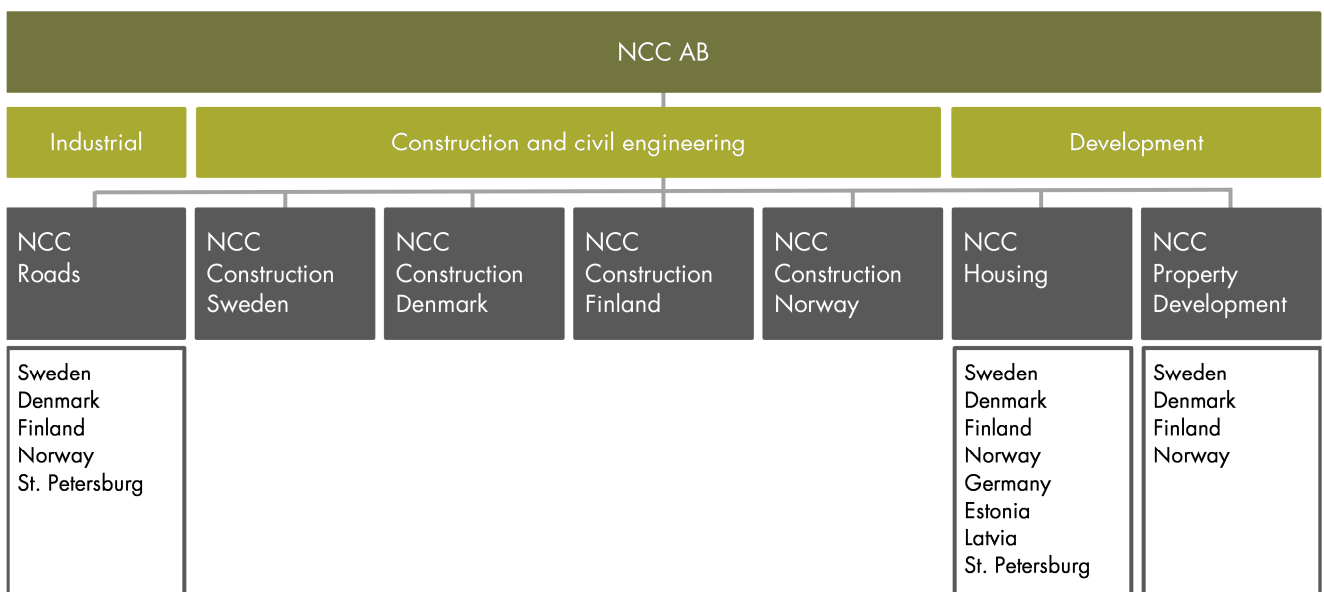 NCC AB
Industrial
Construction and civil engineering
Development
NCC
Roads
NCC
Construction
Sweden
NCC
Construction
Denmark
NCC
Construction
Finland
NCC
Construction
Norway
NCC
Housing
NCC
Property
Development
Sweden
Denmark
Finland
Norway
St. Petersburg
Sweden
Denmark
Finland
Norway
Germany
Estonia
Latvia
St. Petersburg
Sweden
Denmark
Finland
Norway